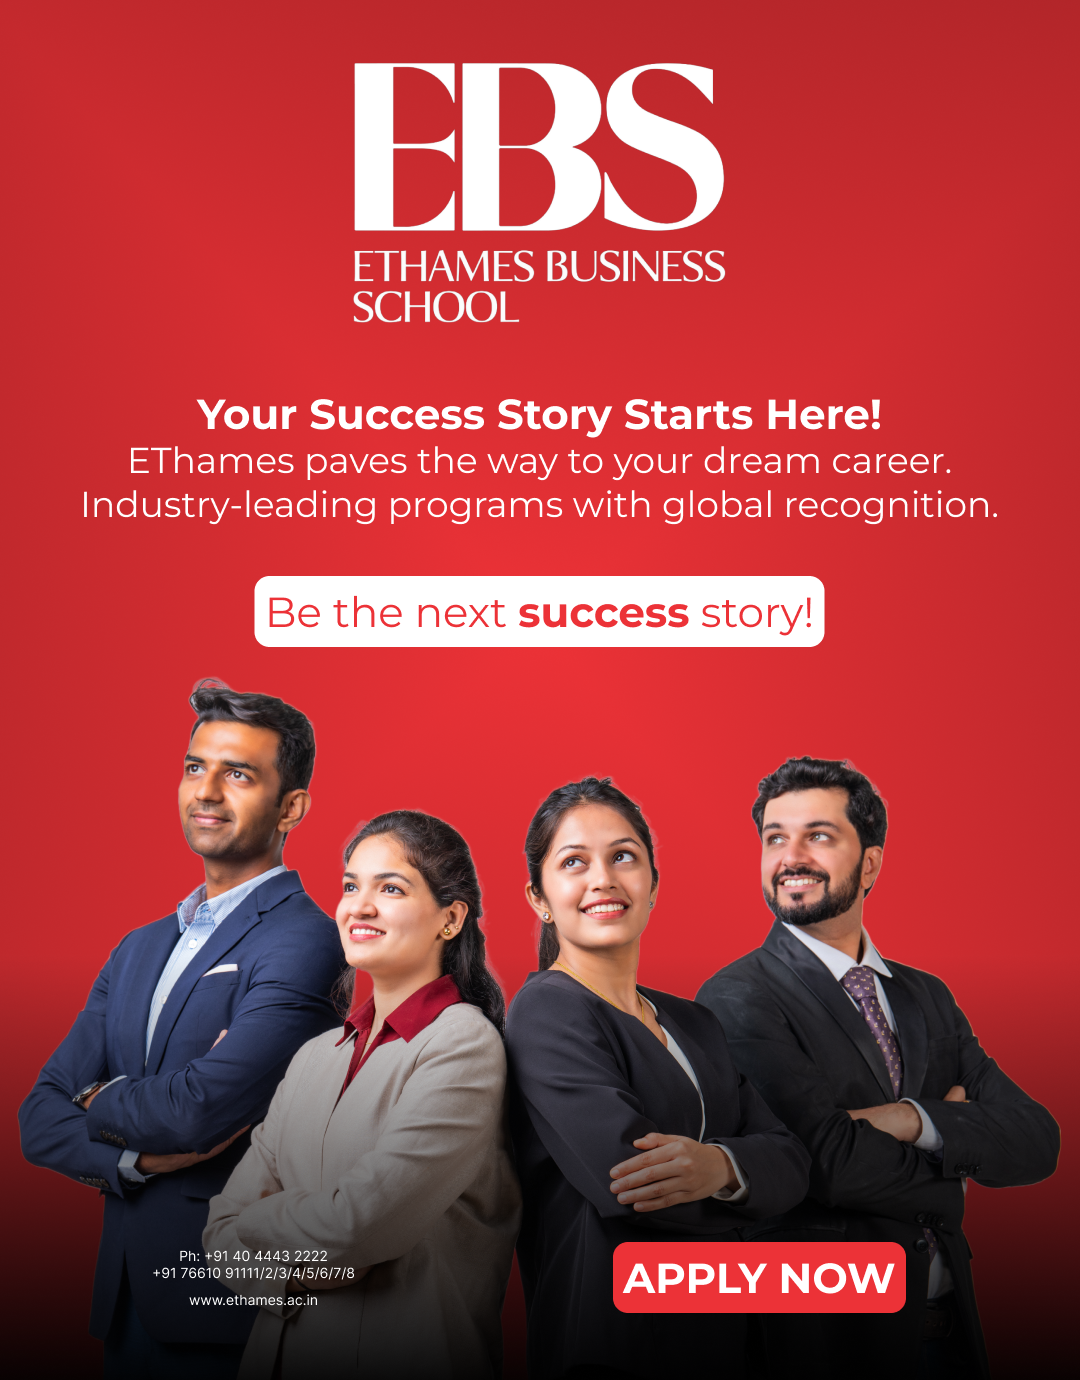 EBS
ETHAMES BUSINESS
SCHOOL
Your Success Story Starts Here!
EThames paves the way to your dream career.
Industry-leading programs with global recognition.
Be the next success story!
Ph: +91 40 4443 2222
+91 76610 91111/2/3/4/5/6/7/8
www.ethames.ac.in
APPLY NOW